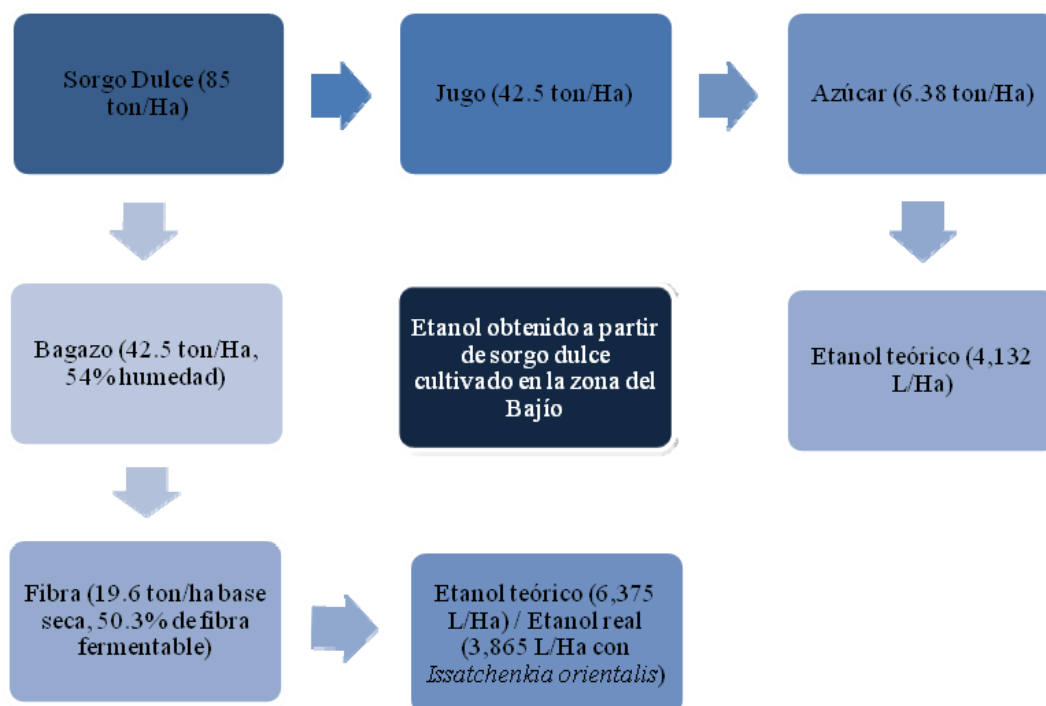 Sorgo Dulce (85
ton/Ha)
Jugo (42.5 ton/Ha)
Azúcar (6.38 ton/Ha)
Bagazo (42.5 ton/Ha,
54% humedad)
Etanol obtenido a partir
de sorgo dulce
cultivado en la zona del
Bajío
Etanol teórico (4,132
L/Ha)
Fibra (19.6 ton/ha base
seca, 50.3% de fibra
fermentable)
Etanol teórico (6,375
L/Ha) / Etanol real
(3,865 L/Ha con
Issatchenkia orientalis)